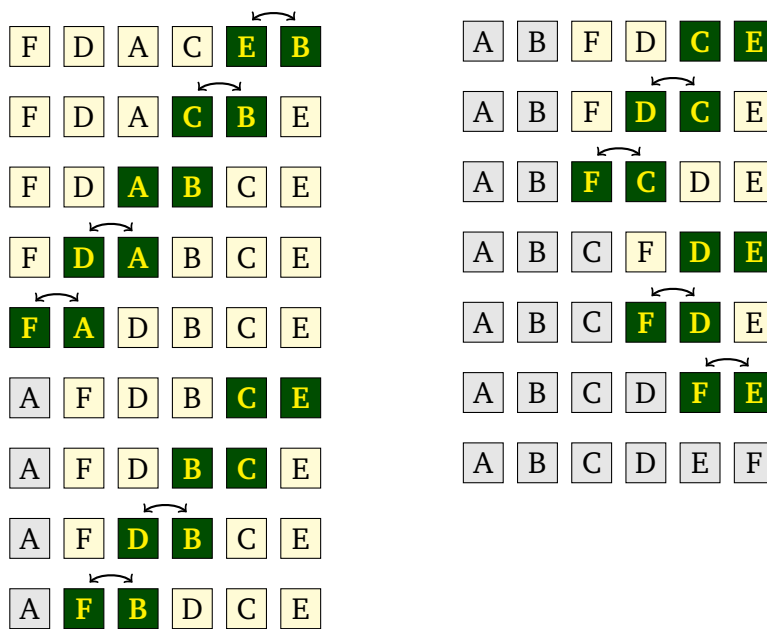 F D A C E B
F D A C B E
F D A B C E
F D A B C E
F A D B C E
A F D B C E
A F D B C E
A F D B C E
A F B D C E
A B F D C E
A B F D C E
A B F C D E
A B C F D E
A B C F D E
A B C D F E
A B C D E F